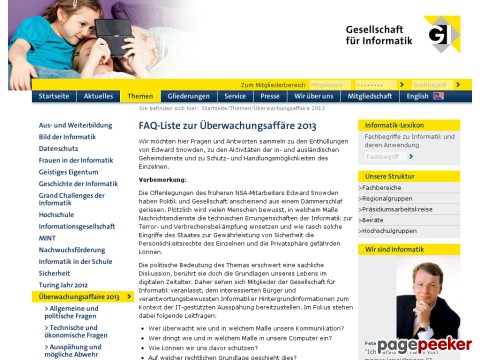 Gesellschaft
für Informatik
GI
Zum Mitgliederbereich
Suchbegriff
Startseite
Aktuelles
Themen
Gliederungen
Service
Presse
Wir über uns
Mitgliedschaft
English
Sie befinden sich hier: Startseite/Themen/Überwachungsaffaire 2013
Aus- und Weiterbildung
Bild der Informatik
Datenschutz
Frauen in der Informatik
Geistiges Eigentum
Geschichte der Informatik
Grand Challenges der
Informatik
Hochschule
Informationsgesellschaft
MINT
Nachwuchsförderung
Informatik in der Schule
Sicherheit
Turing Jahr 2012
Überwachungsaffaire 2013 >
> Allgemeine und
politische Fragen
> Technische und
ökonomische Fragen
> Ausspähung und
mögliche Abwehr
FAQ-Liste zur Überwachungsaffäre 2013
Wir möchten hier Fragen und Antworten sammeln zu den Enthüllungen
von Edward Snowden, zu den Aktivitäten der in- und ausländischen
Geheimdienste und zu Schutz- und Handlungsmöglichkeiten des
Einzelnen.
Vorbemerkung:
Die Offenlegungen des früheren NSA-Mitarbeiters Edward Snowden
haben Politik und Gesellschaft anscheinend aus einem Dämmerschlaf
gerissen. Plötzlich wird vielen Menschen bewusst, in welchem Maße
Nachrichtendienste die technischen Errungenschaften der Informatik zur
Terror- und Verbrechensbekämpfung einsetzen und wie rasch solche
Eingriffe des Staates zur Gewährleistung von Sicherheit die
Persönlichkeitsrechte des Einzelnen und die Privatsphäre gefährden
können.
Die politische Bedeutung des Themas erschwert eine sachliche
Diskussion, berührt sie doch die Grundlagen unseres Lebens im
digitalen Zeitalter. Daher sehen sich Mitglieder der Gesellschaft für
Informatik veranlasst, den interessierten Bürger und
verantwortungsbewussten Informatiker Hintergrundinformationen zum
Kontext der IT-gestützten Ausspähung bereitzustellen. Im Fokus stehen
dabei folgende Leitfragen:
• Wer überwacht wie und in welchem Maße unsere Kommunikation?
• Wer dringt wie und in welchem Maße in unsere Computer ein?
• Wie können wir uns davor schützen?
• Auf welcher rechtlichen Grundlage geschieht dies?
Informatik-Lexikon
Fachbegriffe zu Informatik und
deren Anwendung
Fachbegriff
Unsere Struktur
>Fachbereiche
>Regionalgruppen
>Präsidiumsarbeitskreise
>Beiräte
>Hochschulgruppen
Wir sind Informatik
pagepeeker